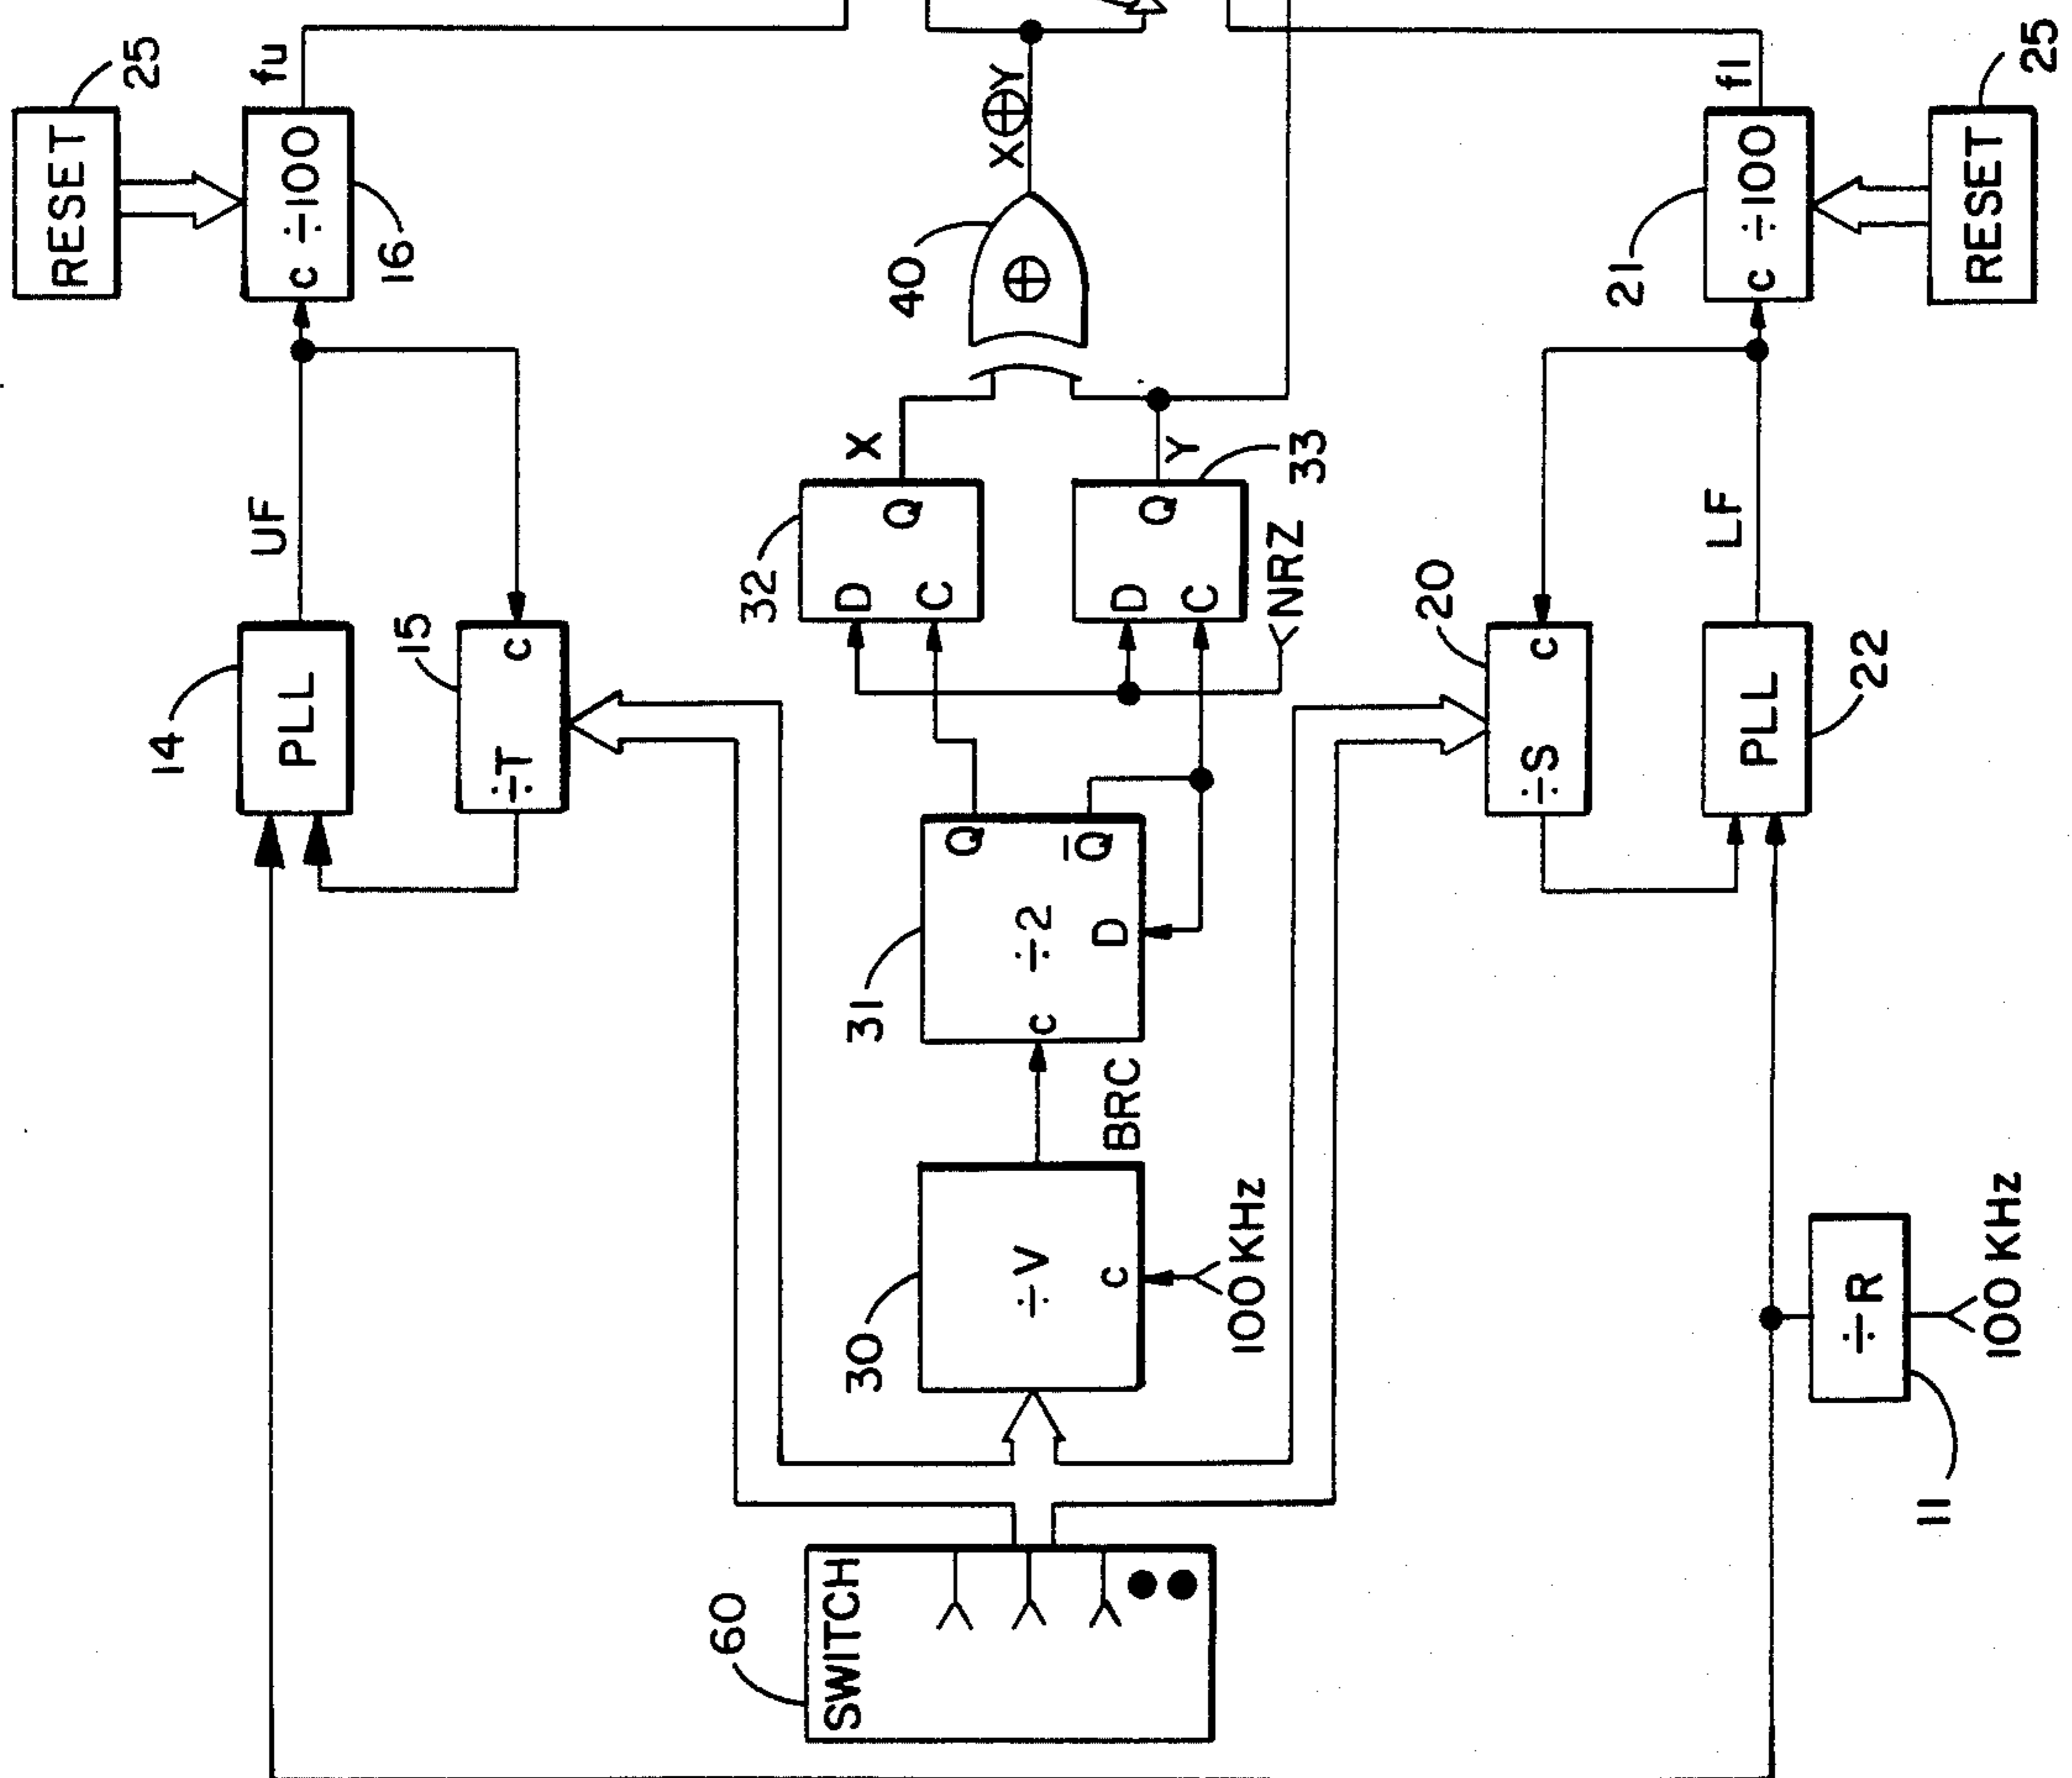 RESET
25
c ÷100
16
fu
UF
PLL
14
÷T
c
15
X⊕Y
40
⊕
X
Y
32
D
C
Q
33
D
C
Q
NRZ
31
c
÷2
D
Q
Q̅
BRC
30
÷V
c
100 KHz
SWITCH
60
20
÷S
c
PLL
22
LF
21
c ÷100
fl
RESET
25
÷R
11
100 KHz